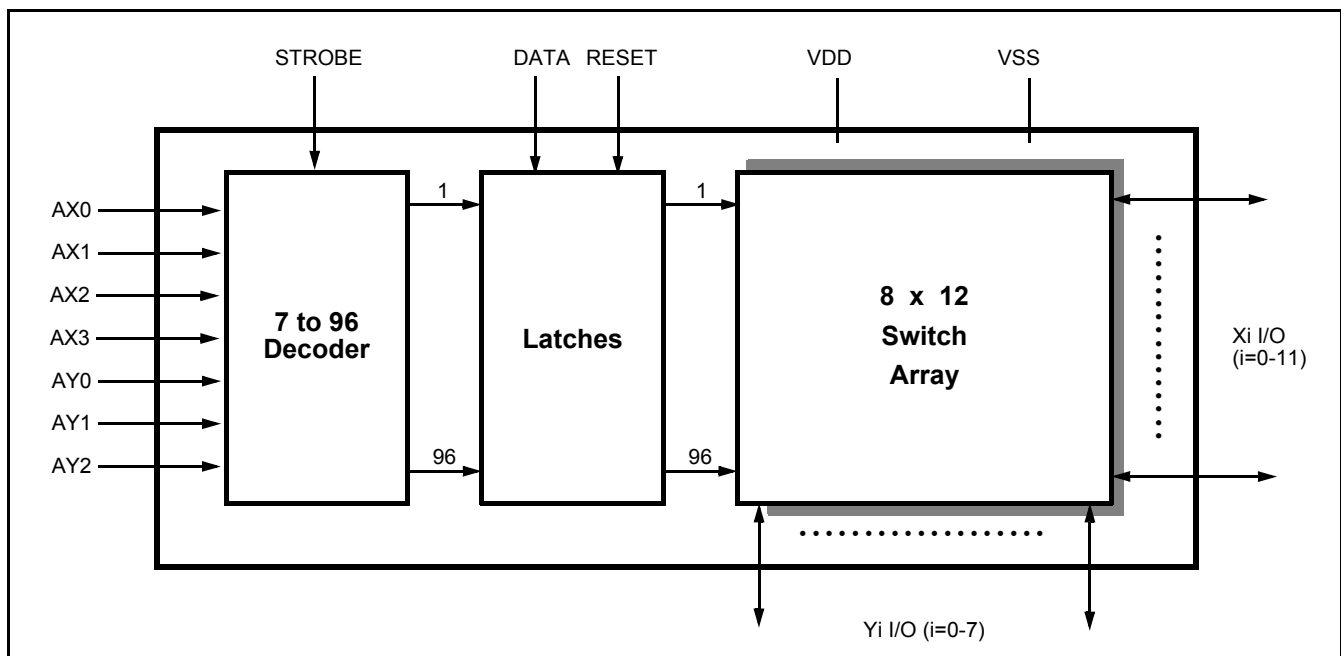 STROBE
DATA RESET
VDD
VSS
AX0
AX1
AX2
AX3
AY0
AY1
AY2
7 to 96
Decoder
1
96
Latches
1
96
8 x 12
Switch
Array
Xi I/O
(i=0-11)
Yi I/O (i=0-7)